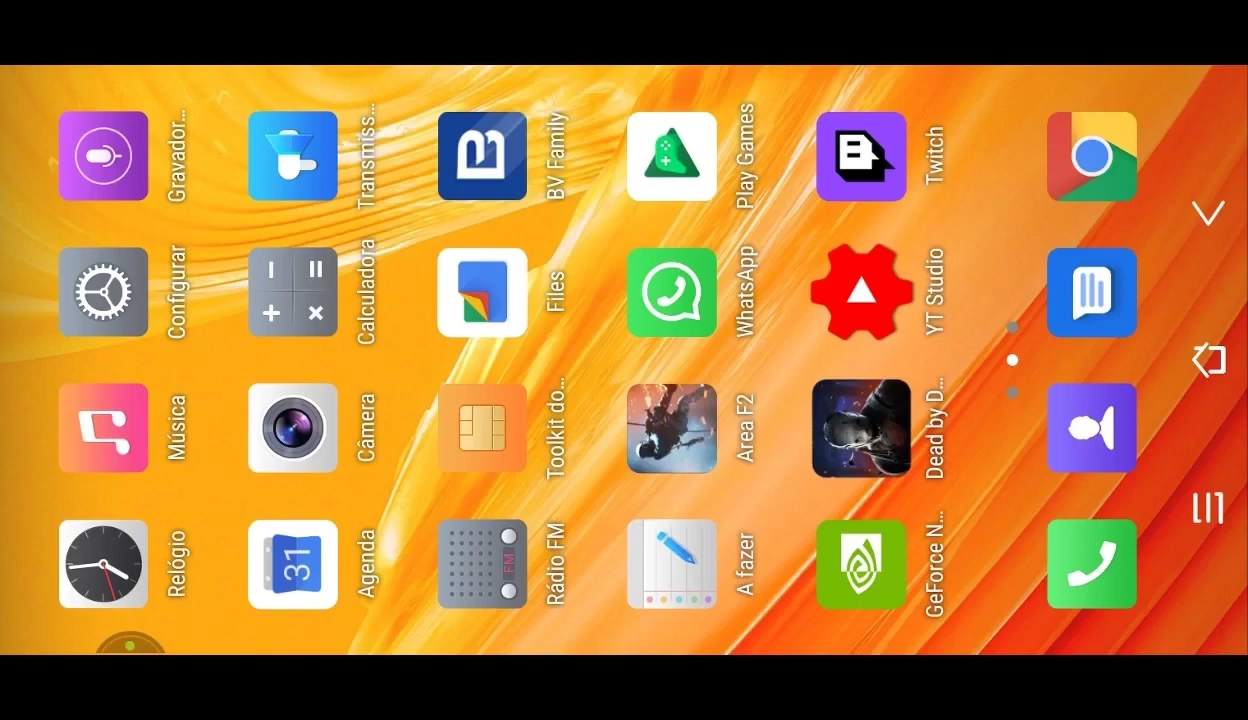 Relógio Música Configurar Gravador...
31
Agenda Câmera Calculadora Transmiss...
FM B
Rádio FM Toolkit do... Files BV Family
A fazer Area F2 WhatsApp Play Games
GeForce N... Dead by D... YT Studio Twitch